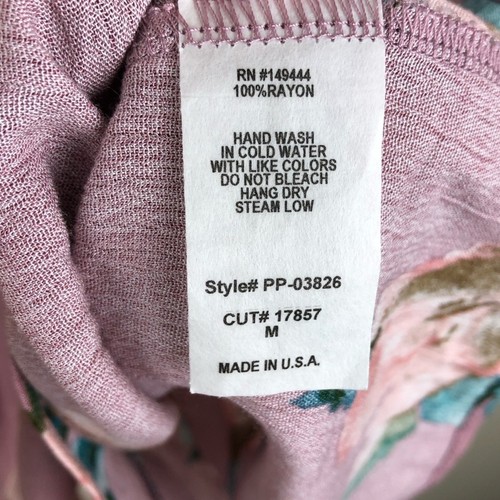 RN #149444
100%RAYON
HAND WASH
IN COLD WATER
WITH LIKE COLORS
DO NOT BLEACH
HANG DRY
STEAM LOW
Style# PP-03826
CUT# 17857
M
MADE IN U.S.A.